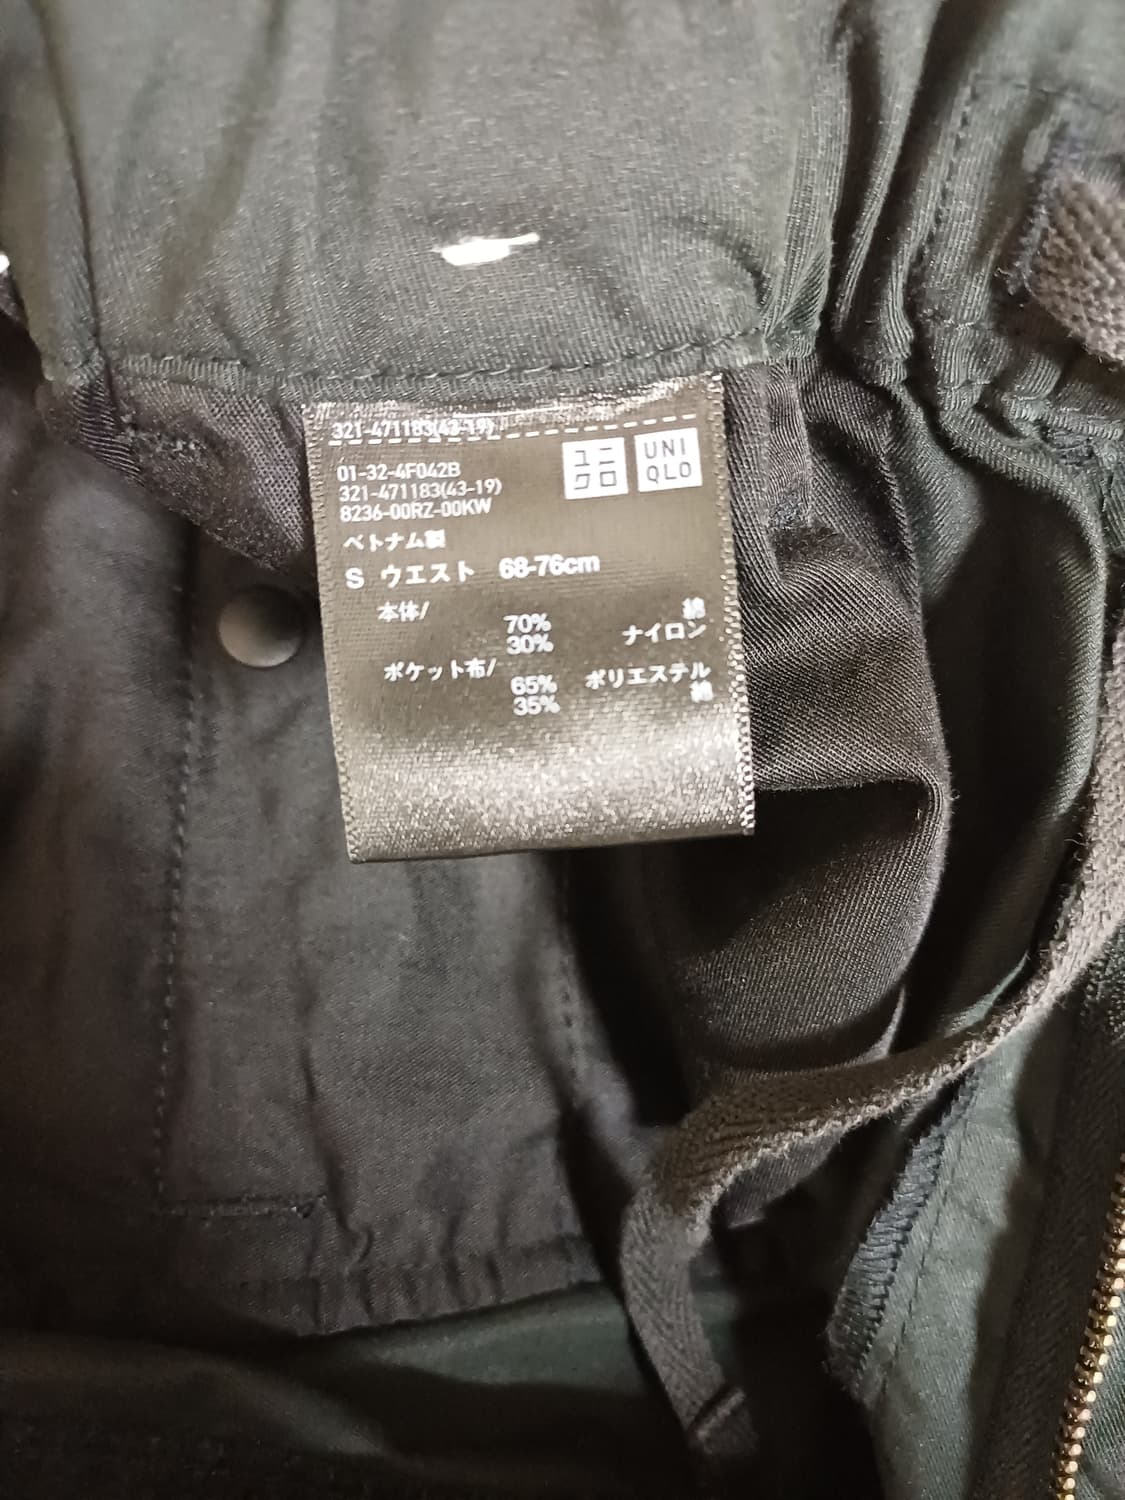 321-471183(43-19)
ユニ
クロ
UNI
QLO
01-32-4F042B
321-471183(43-19)
8236-00RZ-00KW
ベトナム製
S ウエスト 68-76cm
本体/
70% 綿
30% ナイロン
ポケット布/
65% ポリエステル
35% 綿